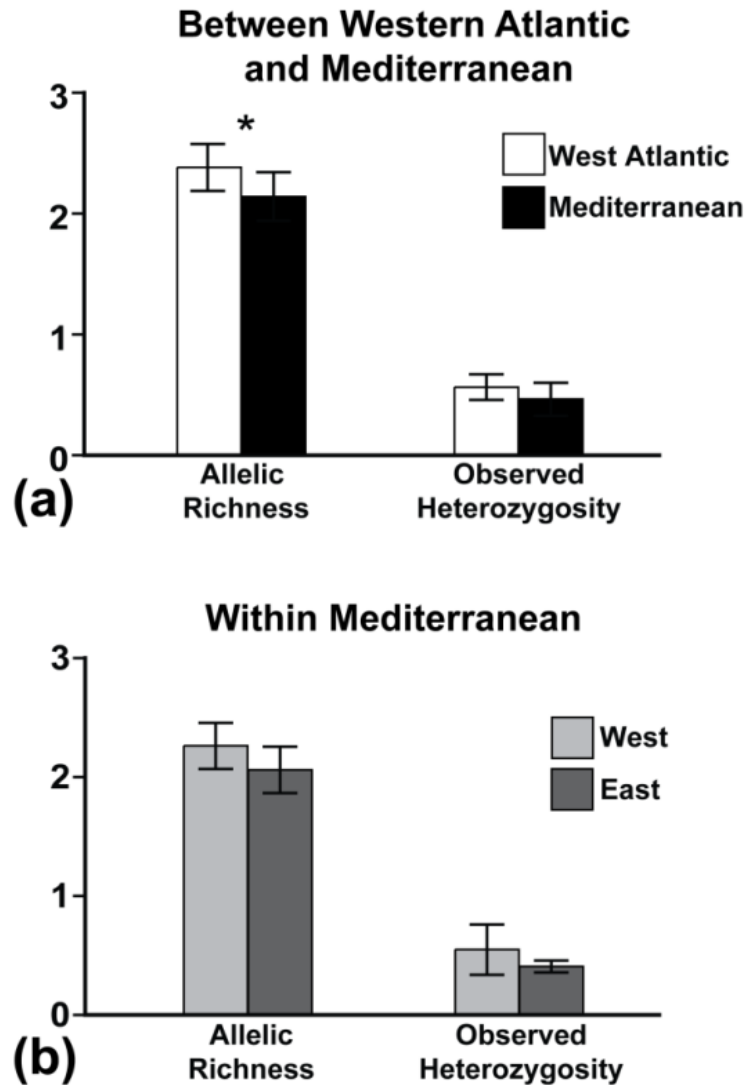 Between Western Atlantic
and Mediterranean
3
*
West Atlantic
Mediterranean
2
1
0
Allelic
Richness
Observed
Heterozygosity
(a)
Within Mediterranean
3
West
East
2
1
0
Allelic
Richness
Observed
Heterozygosity
(b)